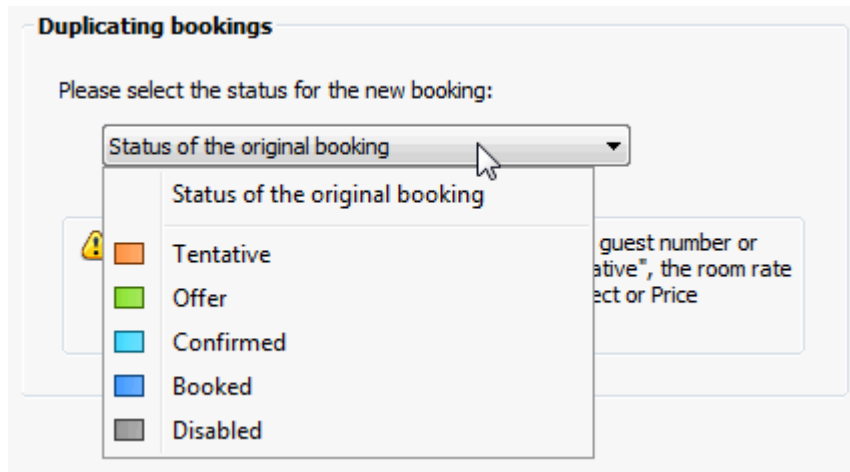 Duplicating bookings
Please select the status for the new booking:
Status of the original booking
Status of the original booking
Tentative
Offer
Confirmed
Booked
Disabled
guest number or
ative", the room rate
ect or Price